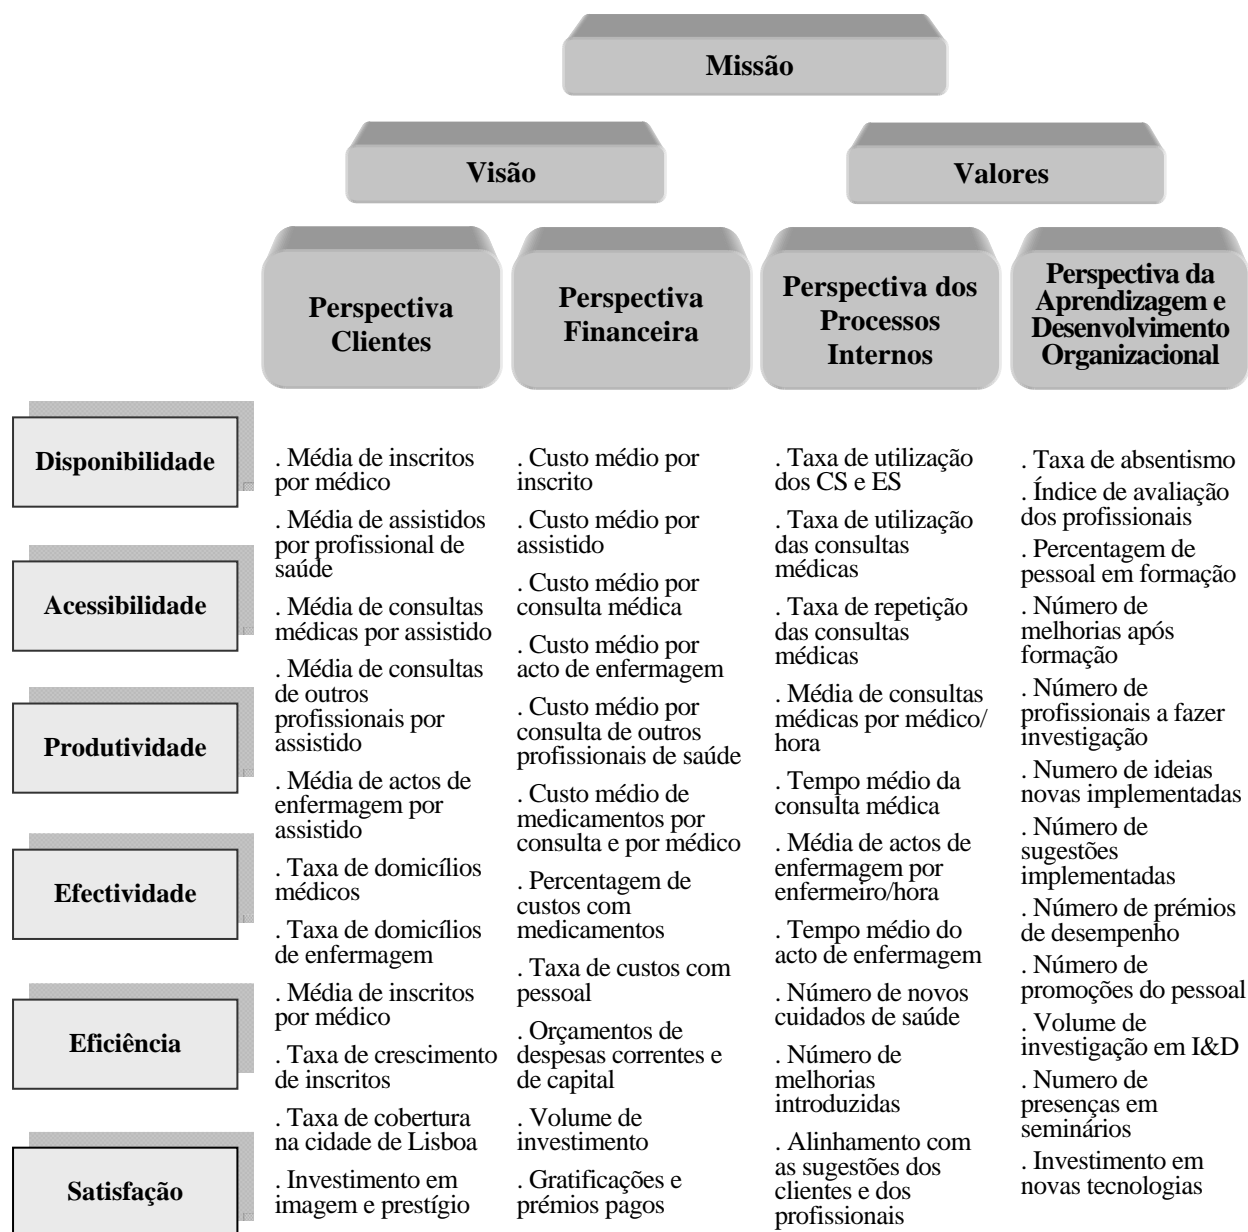 Missão
Visão
Valores
Perspectiva
Clientes
Perspectiva
Financeira
Perspectiva dos
Processos
Internos
Perspectiva da
Aprendizagem e
Desenvolvimento
Organizacional
Disponibilidade
Acessibilidade
Produtividade
Efectividade
Eficiência
Satisfação
. Média de inscritos
por médico
. Média de assistidos
por profissional de
saúde
. Média de consultas
médicas por assistido
. Média de consultas
de outros
profissionais por
assistido
. Média de actos de
enfermagem por
assistido
. Taxa de domicílios
médicos
. Taxa de domicílios
de enfermagem
. Média de inscritos
por médico
. Taxa de crescimento
de inscritos
. Taxa de cobertura
na cidade de Lisboa
. Investimento em
imagem e prestígio
. Custo médio por
inscrito
. Custo médio por
assistido
. Custo médio por
consulta médica
. Custo médio por
acto de enfermagem
. Custo médio por
consulta de outros
profissionais de saúde
. Custo médio de
medicamentos por
consulta e por médico
. Percentagem de
custos com
medicamentos
. Taxa de custos com
pessoal
. Orçamentos de
despesas correntes e
de capital
. Volume de
investimento
. Gratificações e
prémios pagos
. Taxa de utilização
dos CS e ES
. Taxa de utilização
das consultas
médicas
. Taxa de repetição
das consultas
médicas
. Média de consultas
médicas por médico/
hora
. Tempo médio da
consulta médica
. Média de actos de
enfermagem por
enfermeiro/hora
. Tempo médio do
acto de enfermagem
. Número de novos
cuidados de saúde
. Número de
melhorias
introduzidas
. Alinhamento com
as sugestões dos
clientes e dos
profissionais
. Taxa de absentismo
. Índice de avaliação
dos profissionais
. Percentagem de
pessoal em formação
. Número de
melhorias após
formação
. Número de
profissionais a fazer
investigação
. Numero de ideias
novas implementadas
. Número de
sugestões
implementadas
. Número de prémios
de desempenho
. Número de
promoções do pessoal
. Volume de
investigação em I&D
. Numero de
presenças em
seminários
. Investimento em
novas tecnologias